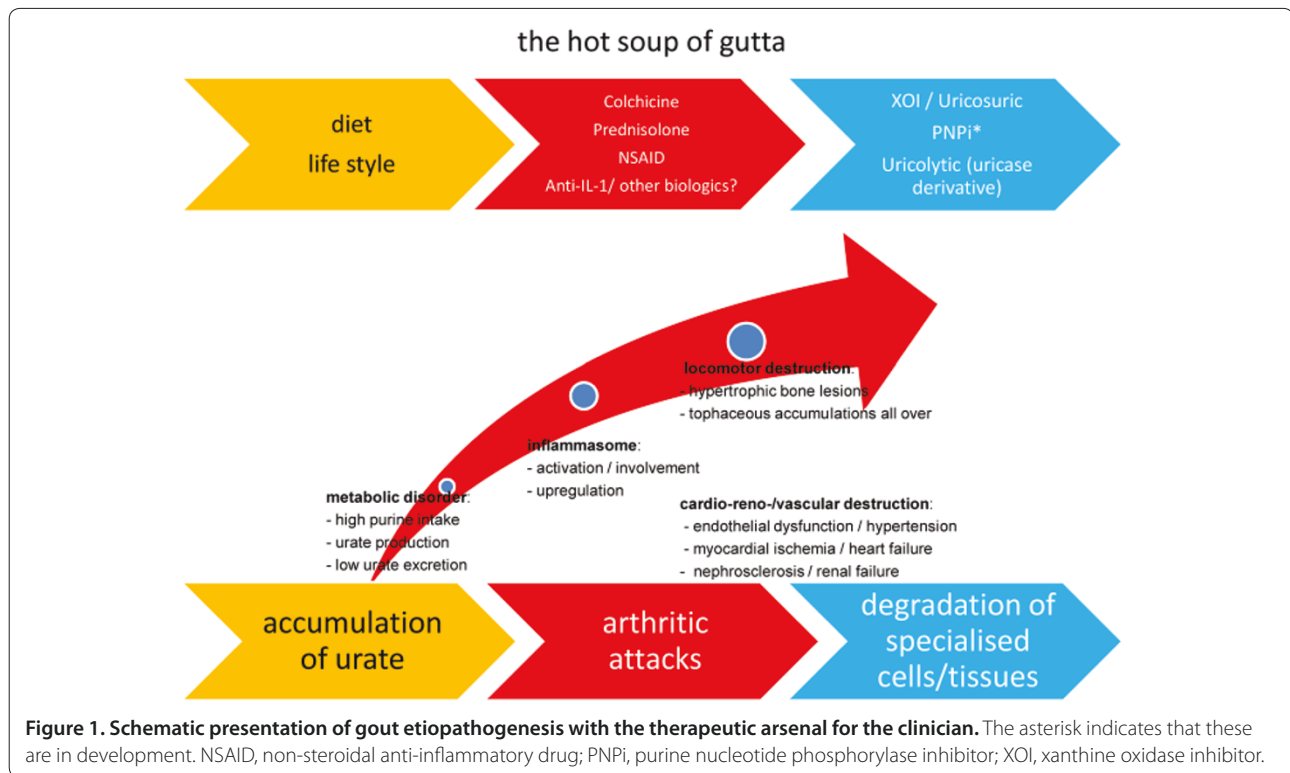 the hot soup of gutta
diet
life style
Colchicine
Prednisolone
NSAID
Anti-IL-1/ other biologics?
XOI / Uricosuric
PNPi*
Uricolytic (uricase
derivative)
locomotor destruction:
- hypertrophic bone lesions
- tophaceous accumulations all over
inflammasome:
- activation / involvement
- upregulation
metabolic disorder:
- high purine intake
- urate production
- low urate excretion
cardio-reno-/vascular destruction:
- endothelial dysfunction / hypertension
- myocardial ischemia / heart failure
- nephrosclerosis / renal failure
accumulation
of urate
arthritic
attacks
degradation of
specialised
cells/tissues
Figure 1. Schematic presentation of gout etiopathogenesis with the therapeutic arsenal for the clinician. The asterisk indicates that these
are in development. NSAID, non-steroidal anti-inflammatory drug; PNPi, purine nucleotide phosphorylase inhibitor; XOI, xanthine oxidase inhibitor.